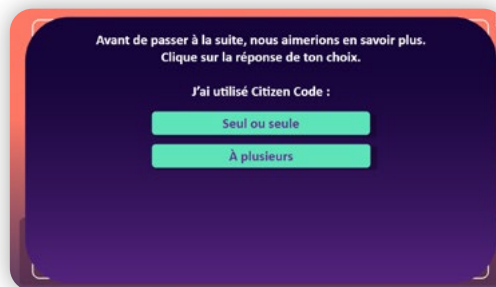 Avant de passer à la suite, nous aimerions en savoir plus.
Clique sur la réponse de ton choix.
J'ai utilisé Citizen Code :
Seul ou seule
À plusieurs